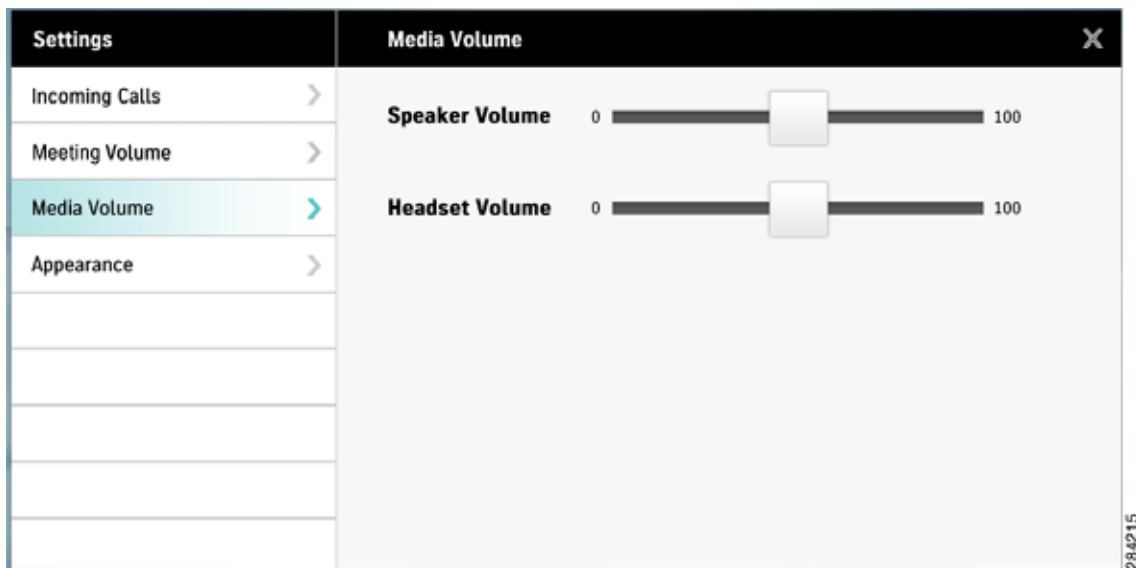 Settings
Media Volume X
Incoming Calls
Meeting Volume
Media Volume
Appearance
Speaker Volume 0 100
Headset Volume 0 100
284215